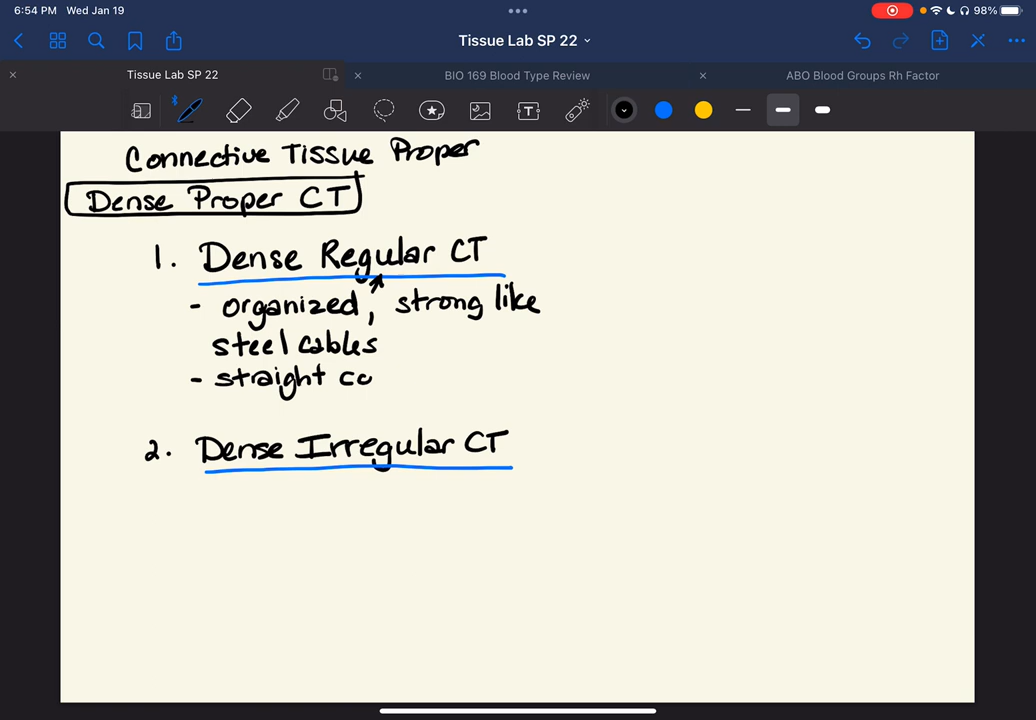 6:54 PM Wed Jan 19
98%
Tissue Lab SP 22
Tissue Lab SP 22
BIO 169 Blood Type Review
ABO Blood Groups Rh Factor
Connective Tissue Proper
Dense Proper CT
1. Dense Regular CT
- organized, strong like
steel cables
- straight co
2. Dense Irregular CT